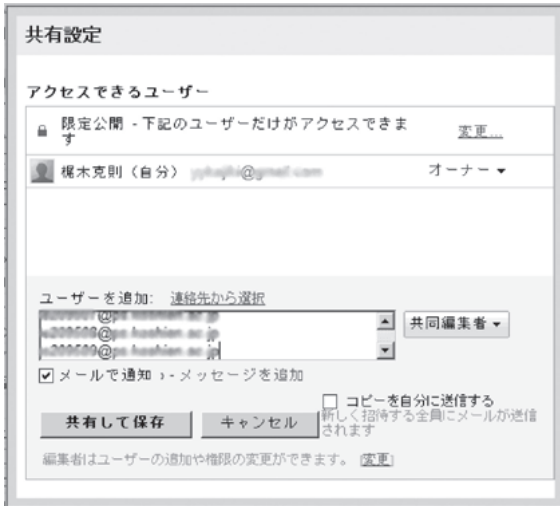 共有設定
アクセスできるユーザー
限定公開 - 下記のユーザーだけがアクセスできま
す
変更...
梶木克則（自分）
オーナー
ユーザーを追加: 連絡先から選択
共同編集者
メールで通知 › - メッセージを追加
コピーを自分に送信する
新しく招待する全員にメールが送信
されます
共有して保存 キャンセル
編集者はユーザーの追加や権限の変更ができます。 [変更]